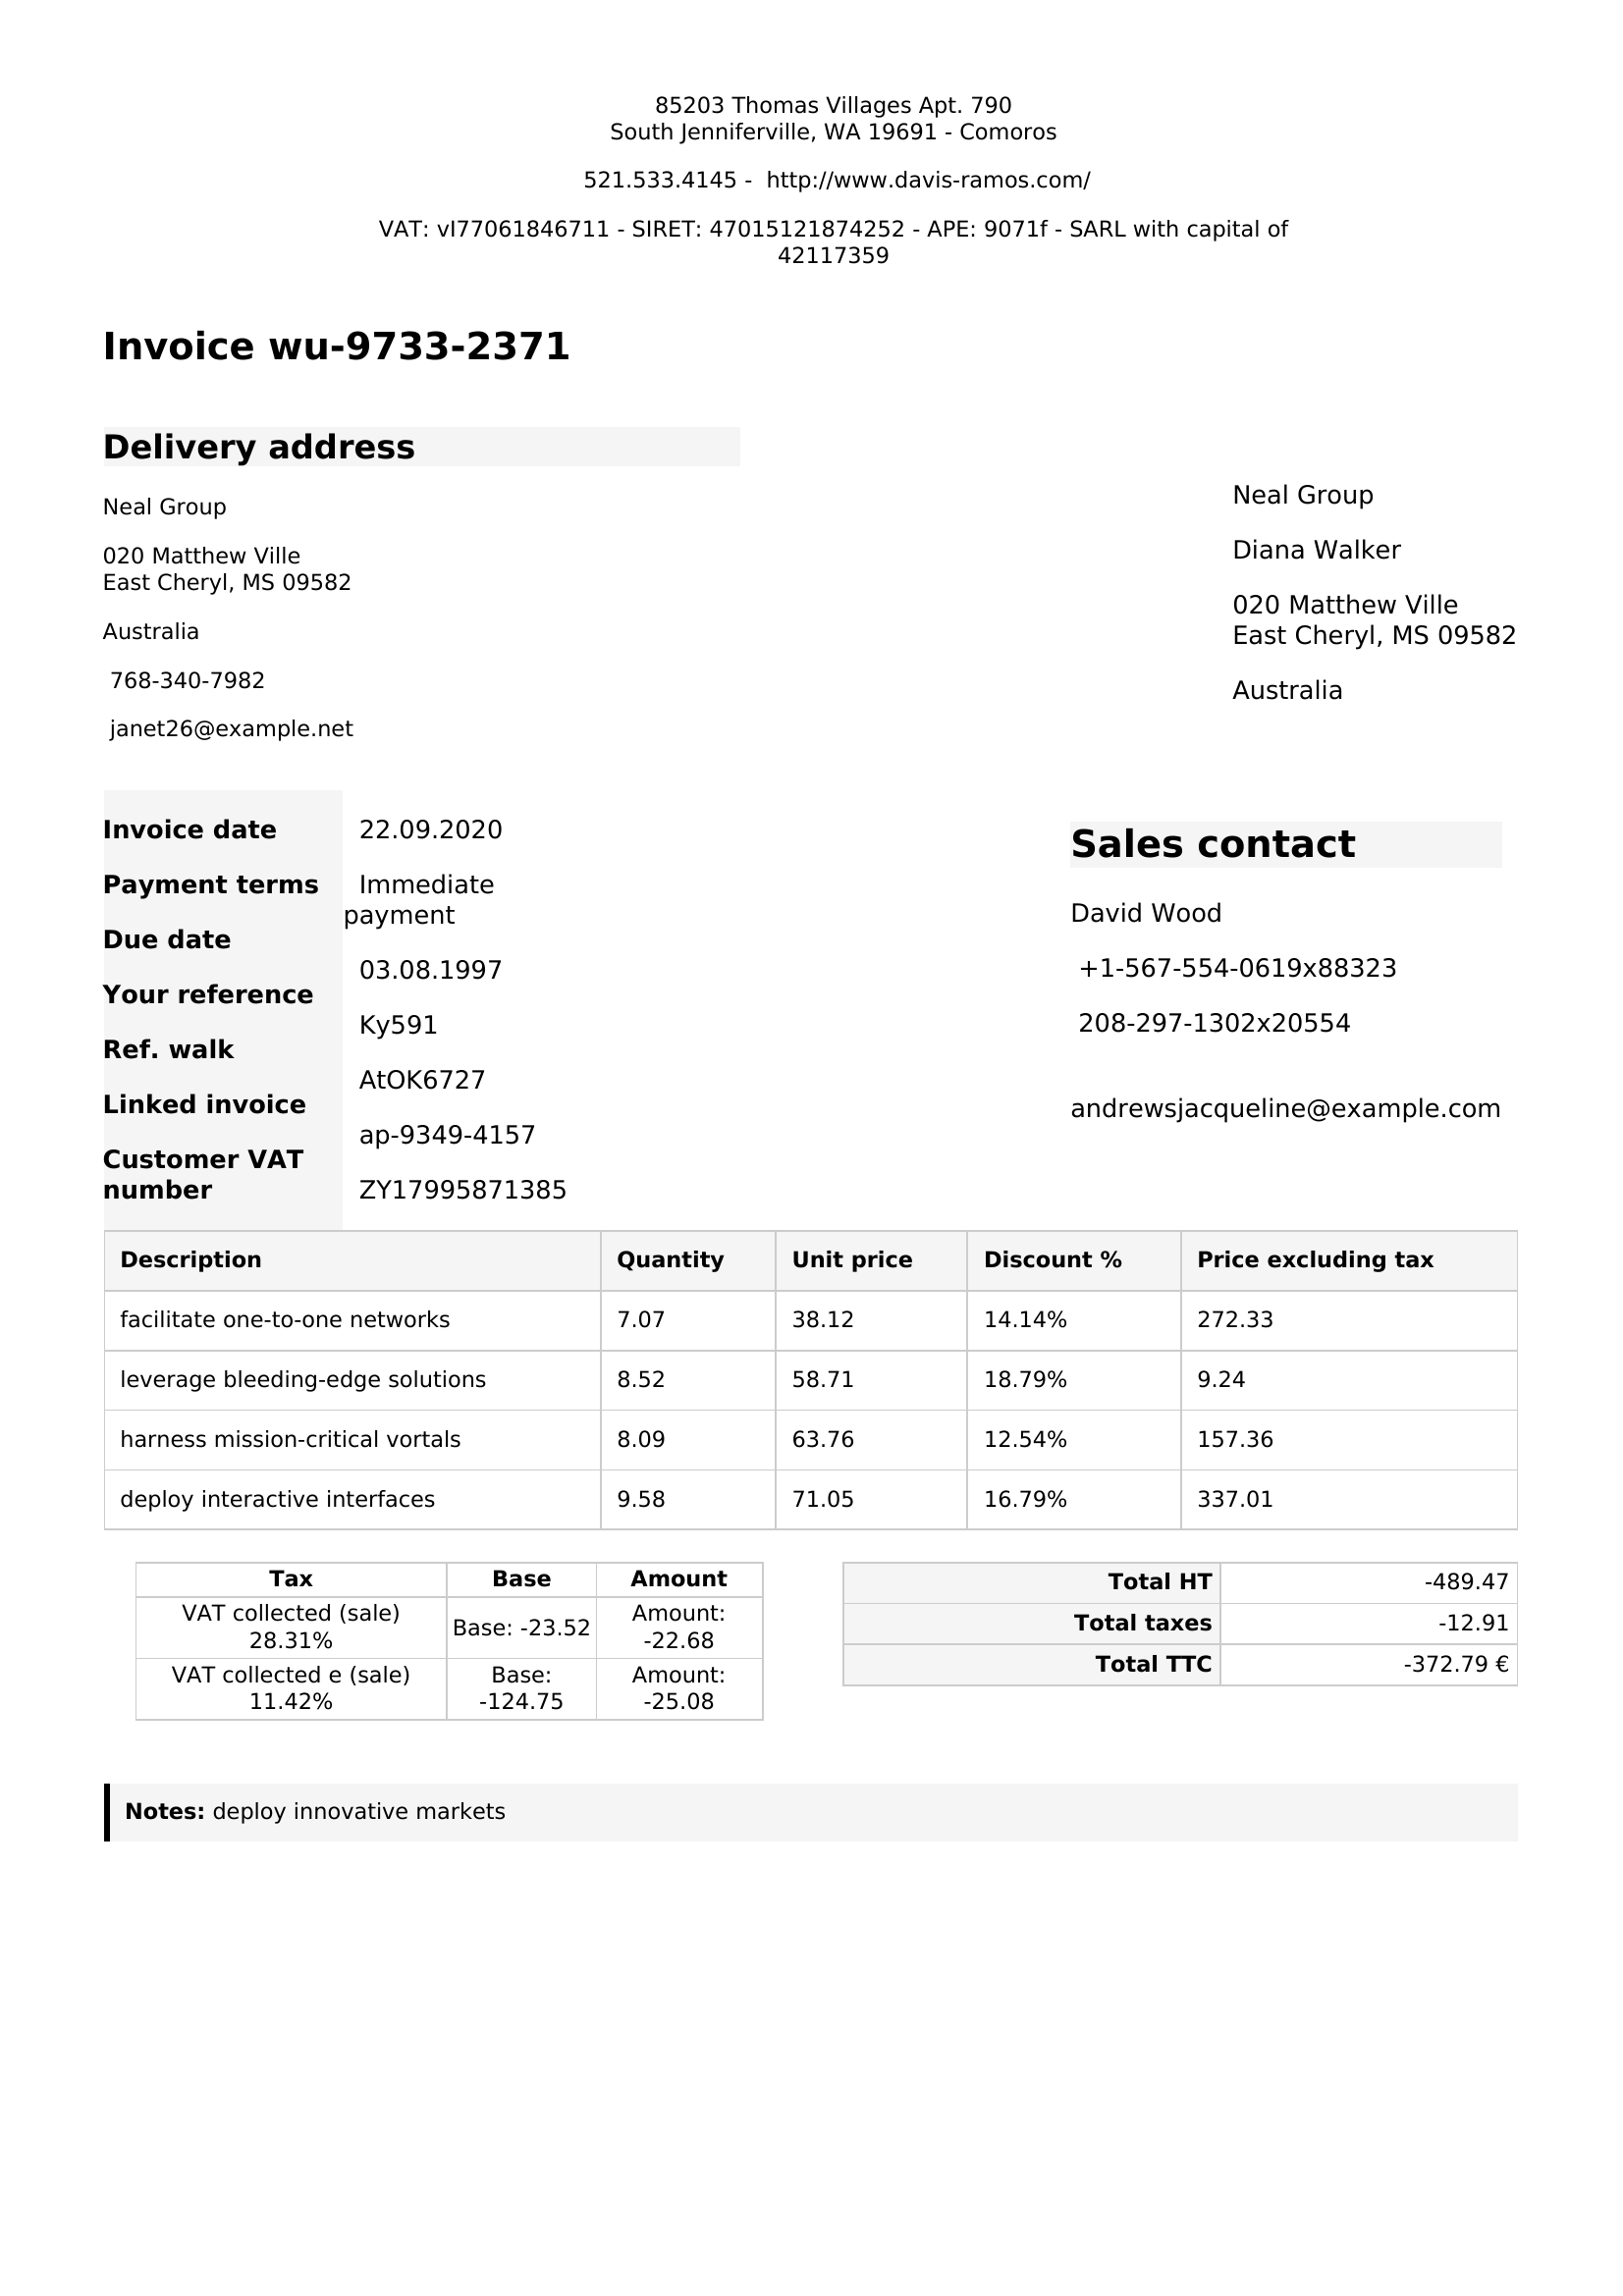 85203 Thomas Villages Apt. 790
South Jenniferville, WA 19691 - Comoros
521.533.4145 -  http://www.davis-ramos.com/
VAT: vI77061846711 - SIRET: 47015121874252 - APE: 9071f - SARL with capital of
42117359
Invoice wu-9733-2371
Delivery address
Neal Group
020 Matthew Ville
East Cheryl, MS 09582
Australia
768-340-7982
janet26@example.net
Neal Group
Diana Walker
020 Matthew Ville
East Cheryl, MS 09582
Australia
Invoice date 22.09.2020
Payment terms Immediate
payment
Due date 03.08.1997
Your reference Ky591
Ref. walk AtOK6727
Linked invoice ap-9349-4157
Customer VAT
number ZY17995871385
Sales contact
David Wood
+1-567-554-0619x88323
208-297-1302x20554
andrewsjacqueline@example.com
Description Quantity Unit price Discount % Price excluding tax
facilitate one-to-one networks 7.07 38.12 14.14% 272.33
leverage bleeding-edge solutions 8.52 58.71 18.79% 9.24
harness mission-critical vortals 8.09 63.76 12.54% 157.36
deploy interactive interfaces 9.58 71.05 16.79% 337.01
Tax Base Amount
VAT collected (sale)
28.31% Base: -23.52 Amount:
-22.68
VAT collected e (sale)
11.42% Base:
-124.75 Amount:
-25.08
Total HT -489.47
Total taxes -12.91
Total TTC -372.79 €
Notes: deploy innovative markets